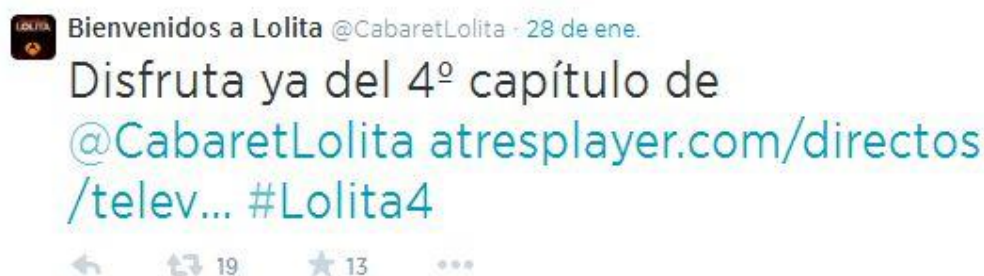 LOLITA
Bienvenidos a Lolita @CabaretLolita · 28 de ene.
Disfruta ya del 4º capítulo de
@CabaretLolita atresplayer.com/directos
/telev... #Lolita4
19 13